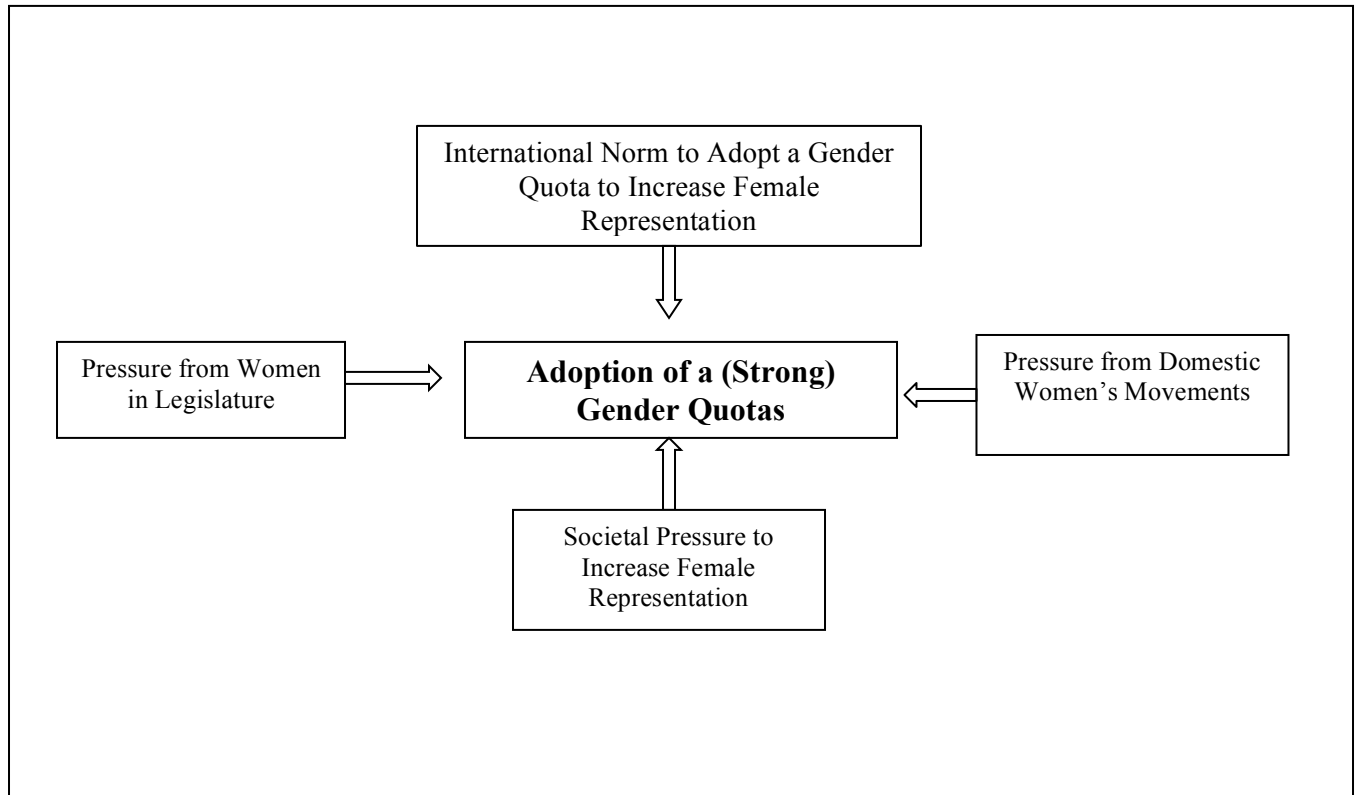 International Norm to Adopt a Gender
Quota to Increase Female
Representation
Pressure from Women
in Legislature
Adoption of a (Strong)
Gender Quotas
Pressure from Domestic
Women’s Movements
Societal Pressure to
Increase Female
Representation